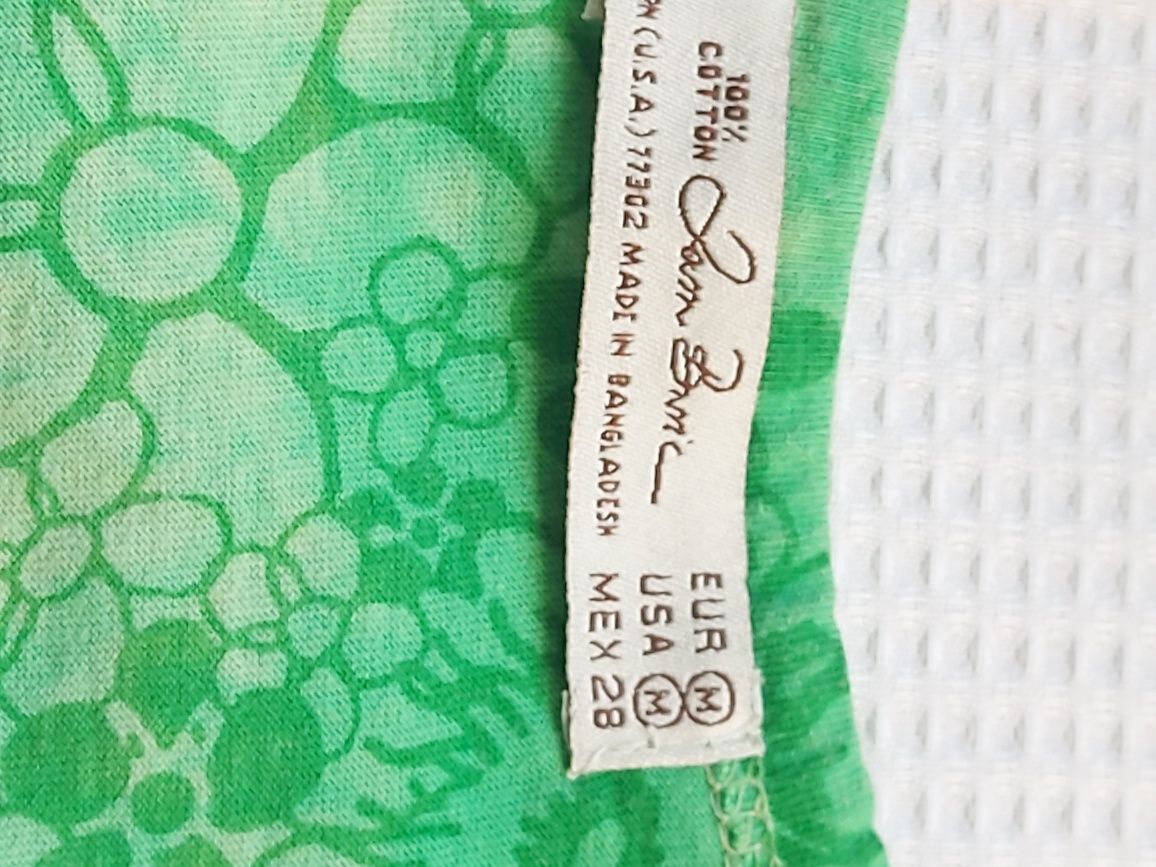 100%
COTTON
(U.S.A.) 77302 MADE IN BANGLADESH
EUR M
USA M
MEX 28